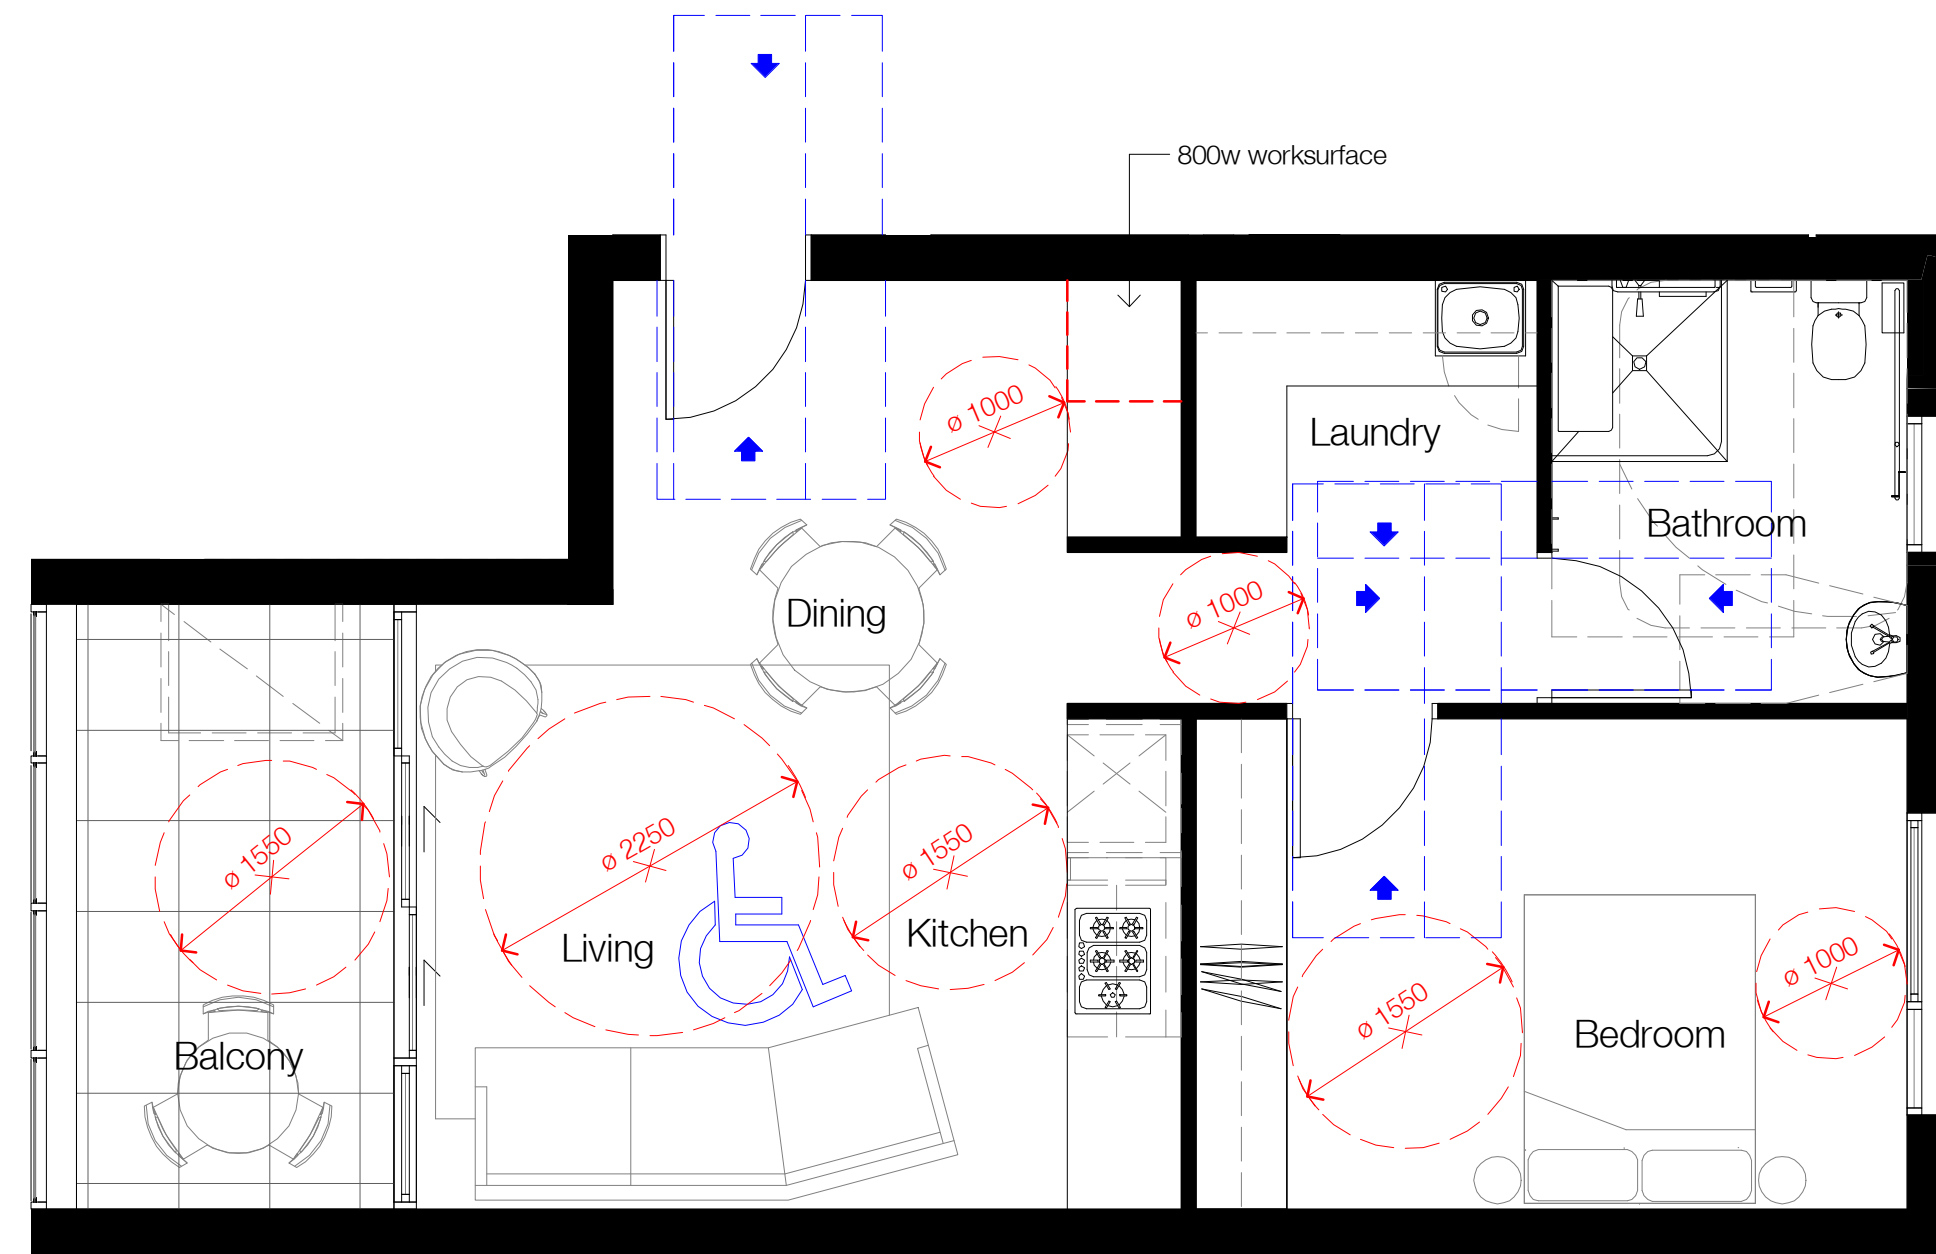 800w worksurface
ø 1000
Laundry
Bathroom
Dining
ø 1000
ø 1550
ø 2250
ø 1550
Living
Kitchen
ø 1550
ø 1000
Bedroom
Balcony